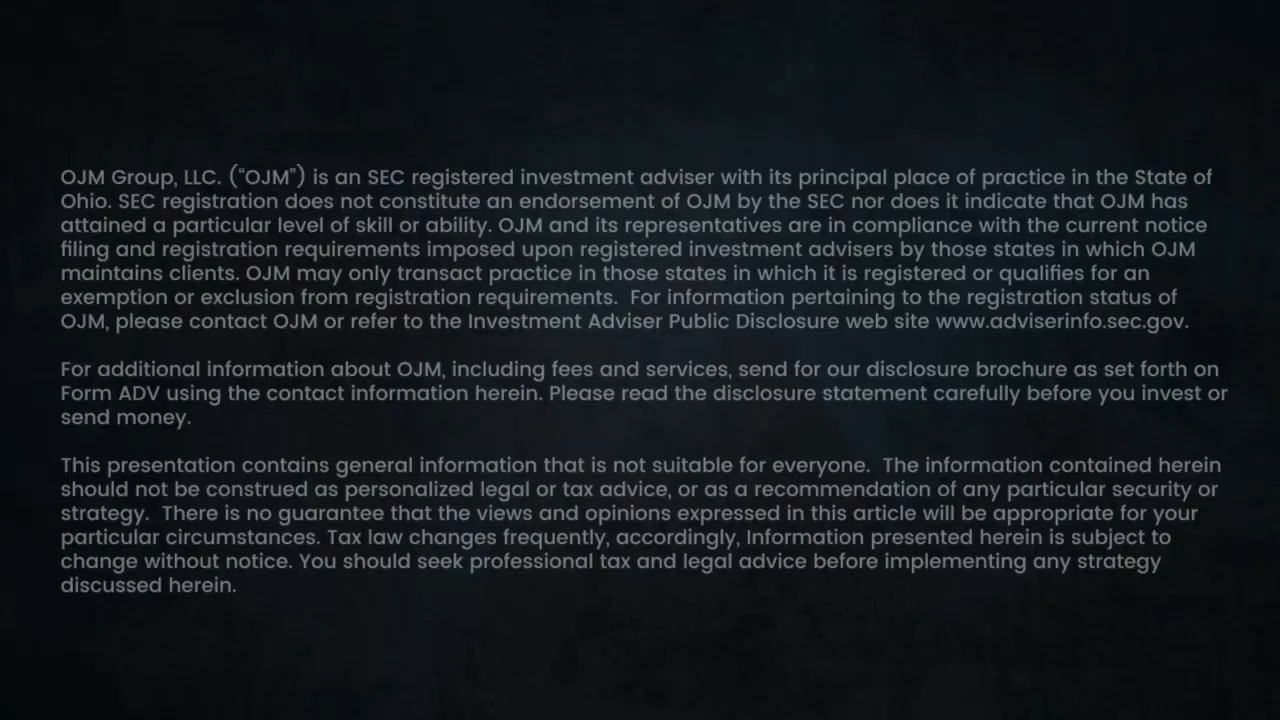 OJM Group, LLC. (“OJM”) is an SEC registered investment adviser with its principal place of practice in the State of
Ohio. SEC registration does not constitute an endorsement of OJM by the SEC nor does it indicate that OJM has
attained a particular level of skill or ability. OJM and its representatives are in compliance with the current notice
filing and registration requirements imposed upon registered investment advisers by those states in which OJM
maintains clients. OJM may only transact practice in those states in which it is registered or qualifies for an
exemption or exclusion from registration requirements.  For information pertaining to the registration status of
OJM, please contact OJM or refer to the Investment Adviser Public Disclosure web site www.adviserinfo.sec.gov.
For additional information about OJM, including fees and services, send for our disclosure brochure as set forth on
Form ADV using the contact information herein. Please read the disclosure statement carefully before you invest or
send money.
This presentation contains general information that is not suitable for everyone.  The information contained herein
should not be construed as personalized legal or tax advice, or as a recommendation of any particular security or
strategy.  There is no guarantee that the views and opinions expressed in this article will be appropriate for your
particular circumstances. Tax law changes frequently, accordingly, Information presented herein is subject to
change without notice. You should seek professional tax and legal advice before implementing any strategy
discussed herein.